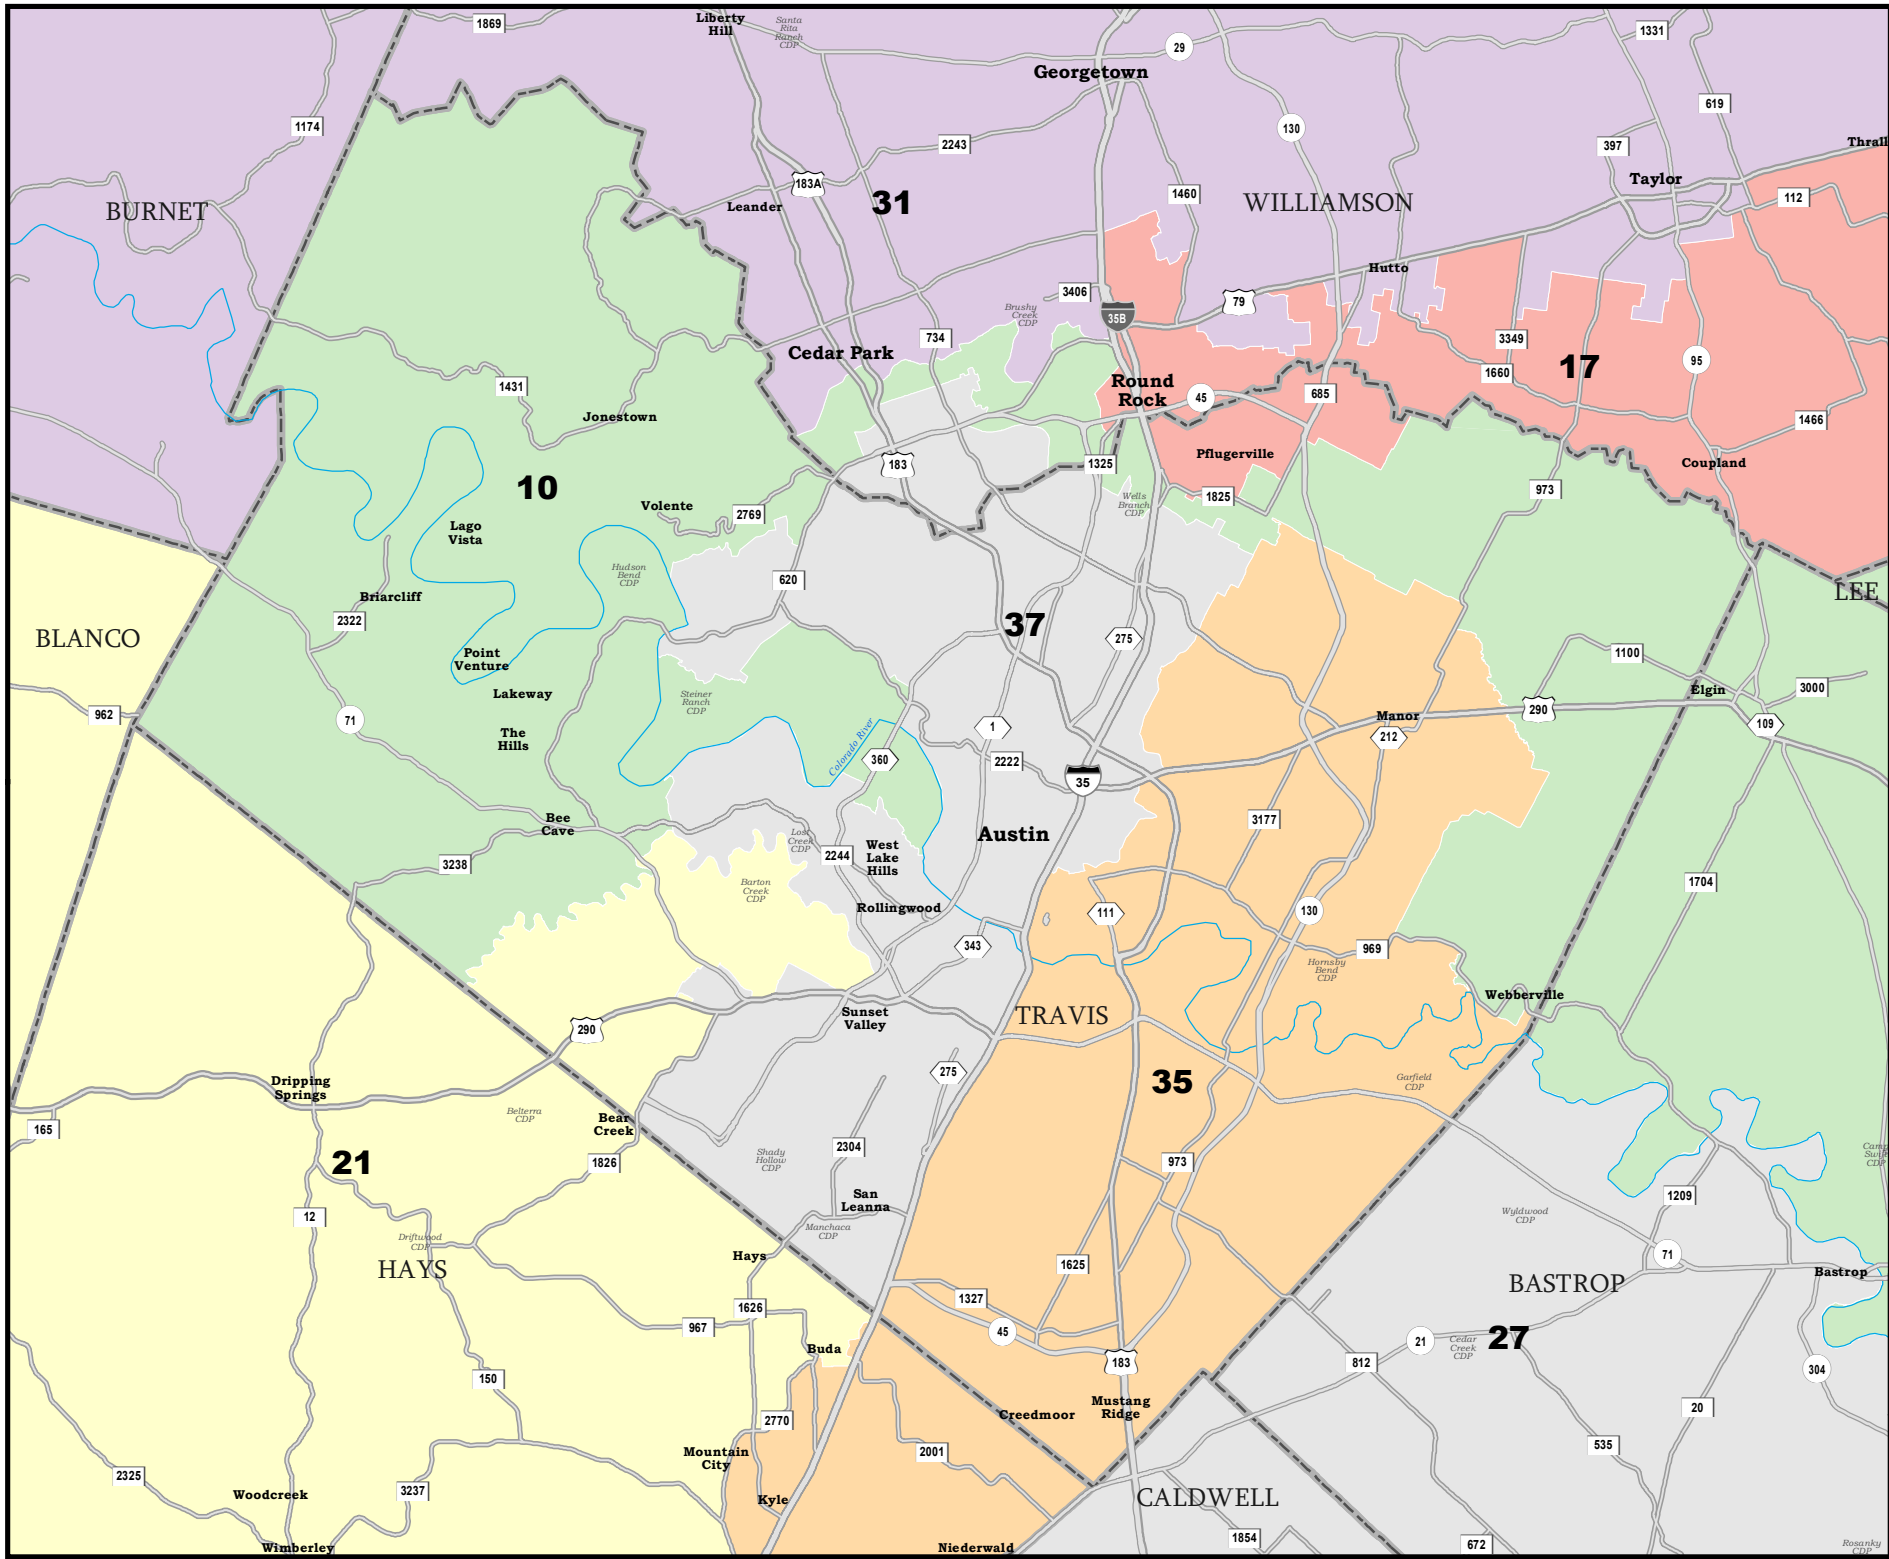 1869
Liberty
Hill
Santa
Rita
Ranch
CDP
29
1331
Georgetown
619
1174
130
2243
397
Thrall
183A
Taylor
BURNET
Leander
31
1460
WILLIAMSON
112
Hutto
3406
79
Brushy
Creek
CDP
35B
734
3349
Cedar Park
17
95
1660
1431
Round
Rock
45
685
Jonestown
1466
Pflugerville
183
1325
Coupland
10
973
Volente
2769
1825
Wells
Branch
CDP
Lago
Vista
Hudson
Bend
CDP
620
Briarcliff
LEE
2322
37
BLANCO
275
Point
Venture
1100
Lakeway
Steiner
Ranch
CDP
Elgin
3000
962
71
290
Manor
109
1
212
The
Hills
Colorado River
360
2222
35
Bee
Cave
3177
Austin
Lost
Creek
CDP
West
Lake
Hills
2244
3238
Barton
Creek
CDP
1704
Rollingwood
111
130
343
969
Hornsby
Bend
CDP
Webberville
Sunset
Valley
TRAVIS
290
275
35
Garfield
CDP
Dripping
Springs
Belterra
CDP
Bear
Creek
165
2304
Shady
Hollow
CDP
21
1826
973
San
Leanna
1209
12
Wyldwood
CDP
Manchaca
CDP
Driftwood
CDP
Hays
71
HAYS
1625
Bastrop
BASTROP
1327
1626
967
45
21
Cedar
Creek
CDP
27
Buda
183
812
304
150
Mustang
Ridge
20
Creedmoor
2770
535
2001
Mountain
City
2325
3237
Woodcreek
Kyle
CALDWELL
1854
672
Wimberley
Niederwald
Rosanky
CDP